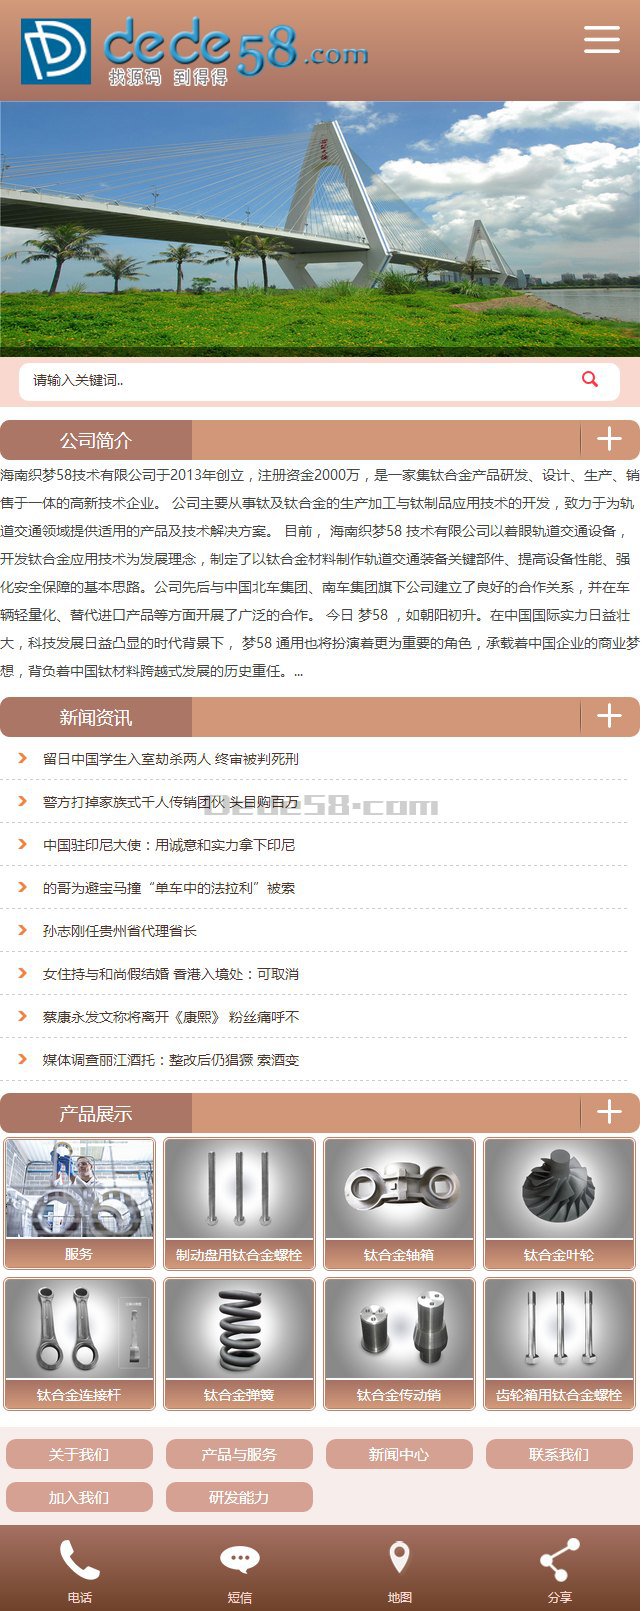 dede58.com
找源码 到得得
请输入关键词..
公司简介
海南织梦58技术有限公司于2013年创立，注册资金2000万，是一家集钛合金产品研发、设计、生产、销
售于一体的高新技术企业。 公司主要从事钛及钛合金的生产加工与钛制品应用技术的开发，致力于为轨
道交通领域提供适用的产品及技术解决方案。 目前， 海南织梦58 技术有限公司以着眼轨道交通设备，
开发钛合金应用技术为发展理念，制定了以钛合金材料制作轨道交通装备关键部件、提高设备性能、强
化安全保障的基本思路。公司先后与中国北车集团、南车集团旗下公司建立了良好的合作关系，并在车
辆轻量化、替代进口产品等方面开展了广泛的合作。 今日 梦58 ，如朝阳初升。在中国国际实力日益壮
大，科技发展日益凸显的时代背景下， 梦58 通用也将扮演着更为重要的角色，承载着中国企业的商业梦
想，背负着中国钛材料跨越式发展的历史重任。...
新闻资讯
留日中国学生入室劫杀两人 终审被判死刑
警方打掉家族式千人传销团伙 头目购百万
Dede58.com
中国驻印尼大使：用诚意和实力拿下印尼
的哥为避宝马撞“单车中的法拉利”被索
孙志刚任贵州省代理省长
女住持与和尚假结婚 香港入境处：可取消
蔡康永发文称将离开《康熙》 粉丝痛呼不
媒体调查丽江酒托：整改后仍猖獗 索酒变
产品展示
服务 制动盘用钛合金螺栓 钛合金轴箱 钛合金叶轮
钛合金连接杆 钛合金弹簧 钛合金传动销 齿轮箱用钛合金螺栓
关于我们 产品与服务 新闻中心 联系我们
加入我们 研发能力
电话 短信 地图 分享